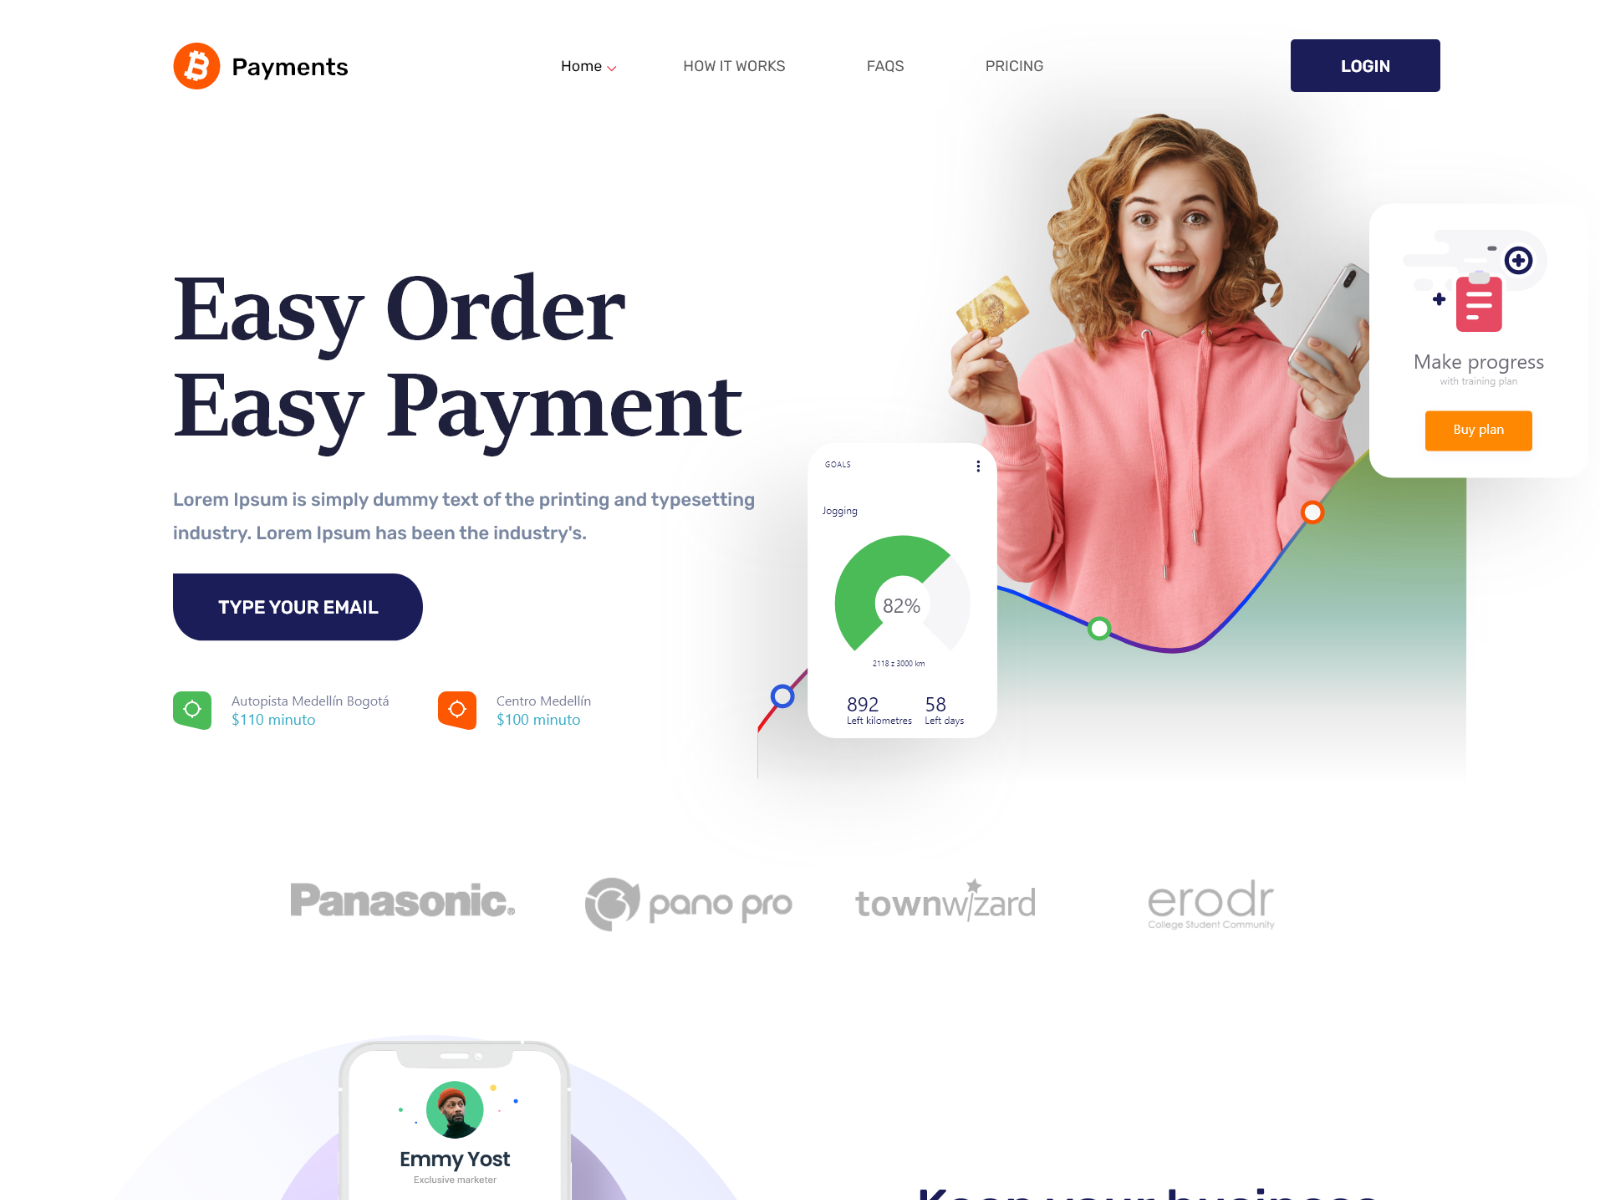 Payments
Home
HOW IT WORKS
FAQS
PRICING
LOGIN
Easy Order
Easy Payment
Lorem Ipsum is simply dummy text of the printing and typesetting
industry. Lorem Ipsum has been the industry's.
TYPE YOUR EMAIL
Autopista Medellín Bogotá
$110 minuto
Centro Medellín
$100 minuto
GOALS
Jogging
82%
2118 z 3000 km
892
Left kilometres
58
Left days
Make progress
with training plan
Buy plan
Panasonic®
pano pro
townwizard
erodr
College Student Community
Emmy Yost
Exclusive marketer
Keep your business